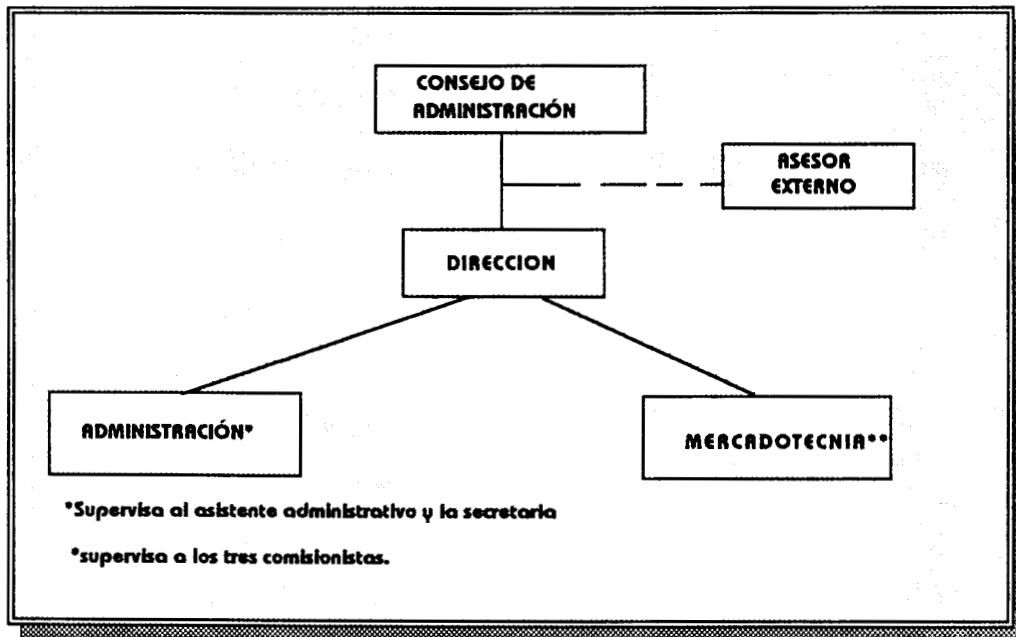 CONSEJO DE
ADMINISTRACIÓN
ASESOR
EXTERNO
DIRECCION
ADMINISTRACIÓN*
MERCADOTECNIA**
*Supervisa al asistente administrativo y la secretaria
*supervisa a los tres comisionistas.